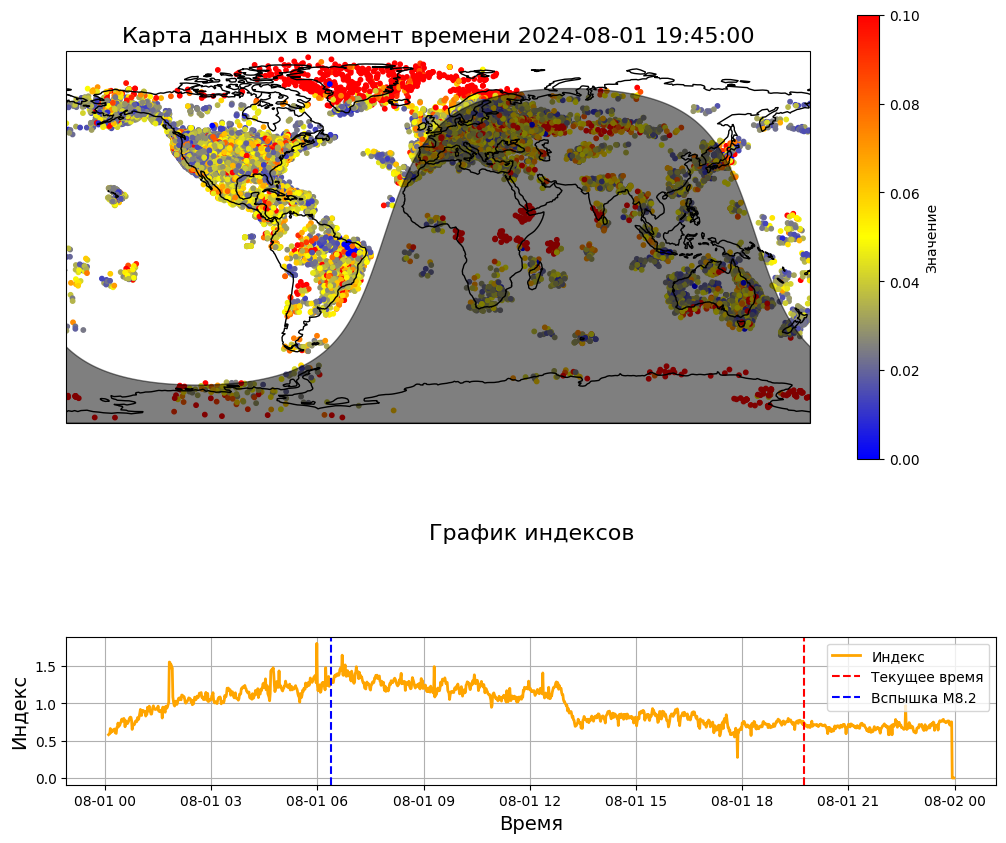 Карта данных в момент времени 2024-08-01 19:45:00
0.10
0.08
0.06
0.04
0.02
0.00
Значение
График индексов
Индекс
1.5
1.0
0.5
0.0
Индекс
Текущее время
Вспышка M8.2
08-01 00 08-01 03 08-01 06 08-01 09 08-01 12 08-01 15 08-01 18 08-01 21 08-02 00
Время